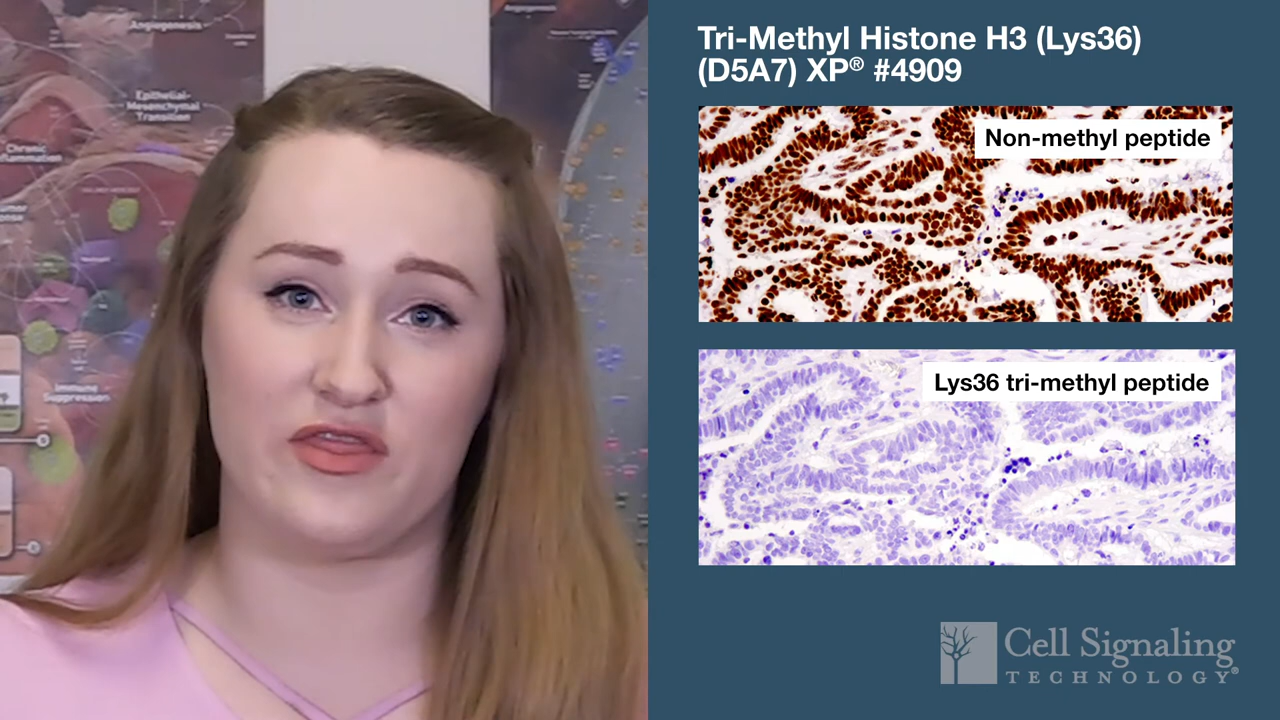 Angiogenesis
Epithelial-
Mesenchymal
Transition
Chronic
Immune
Suppression
Tri-Methyl Histone H3 (Lys36)
(D5A7) XP® #4909
Non-methyl peptide
Lys36 tri-methyl peptide
Cell Signaling
TECHNOLOGY®